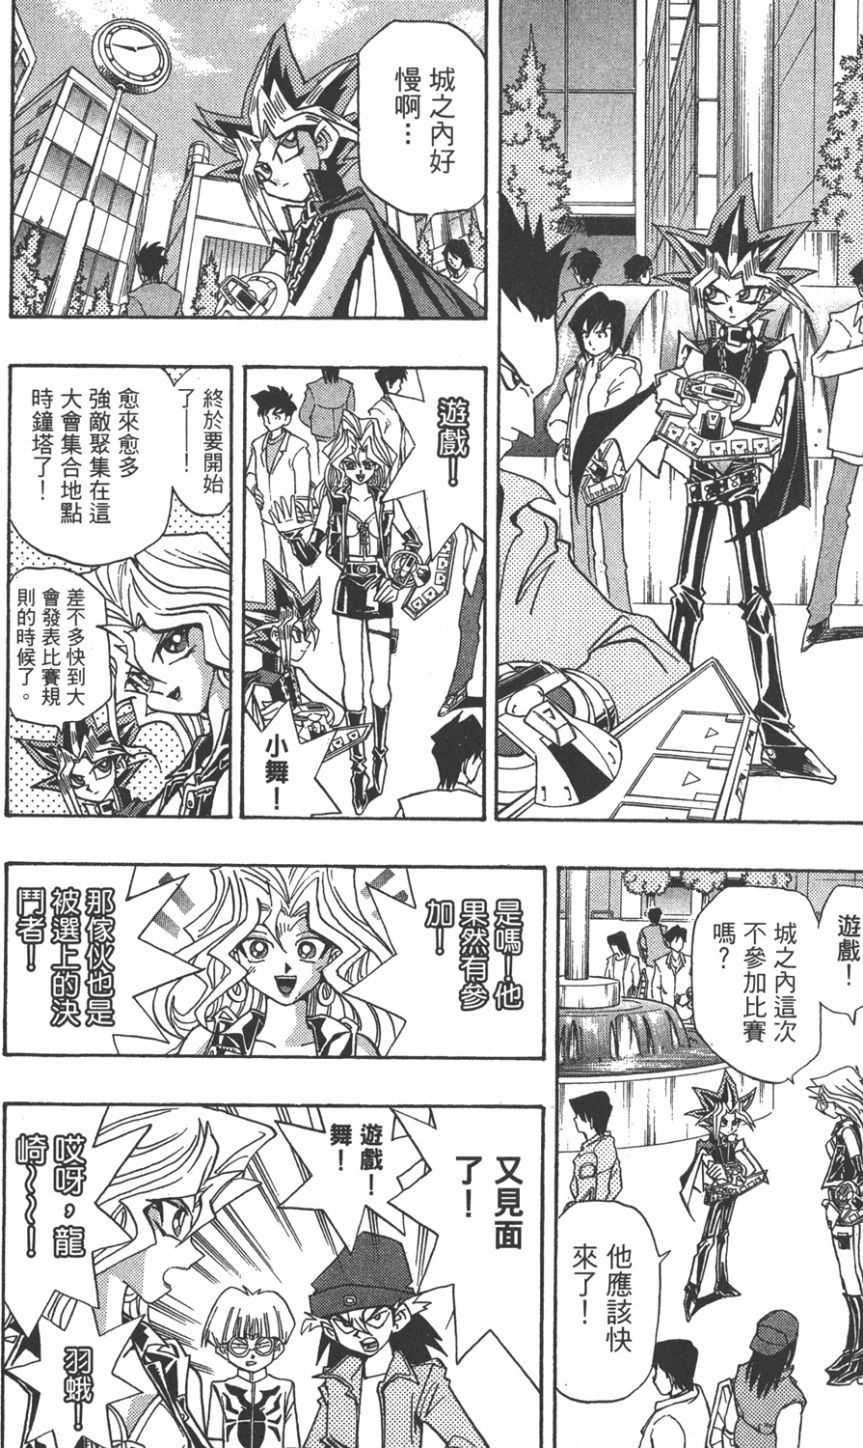 城之內好
慢啊…
遊戲！
小舞！
終於要開始
了——！
愈來愈多
強敵聚集在這
大會集合地點
時鐘塔了！
差不多快到大
會發表比賽規
則的時候了。
遊戲！
城之內這次
不參加比賽
嗎？
他應該快
來了！
是嗎！他
果然有參
加！
那傢伙也是
被選上的決
鬥者！
又見面
了！
遊戲！
舞！
哎呀，龍
崎～～！
羽蛾！